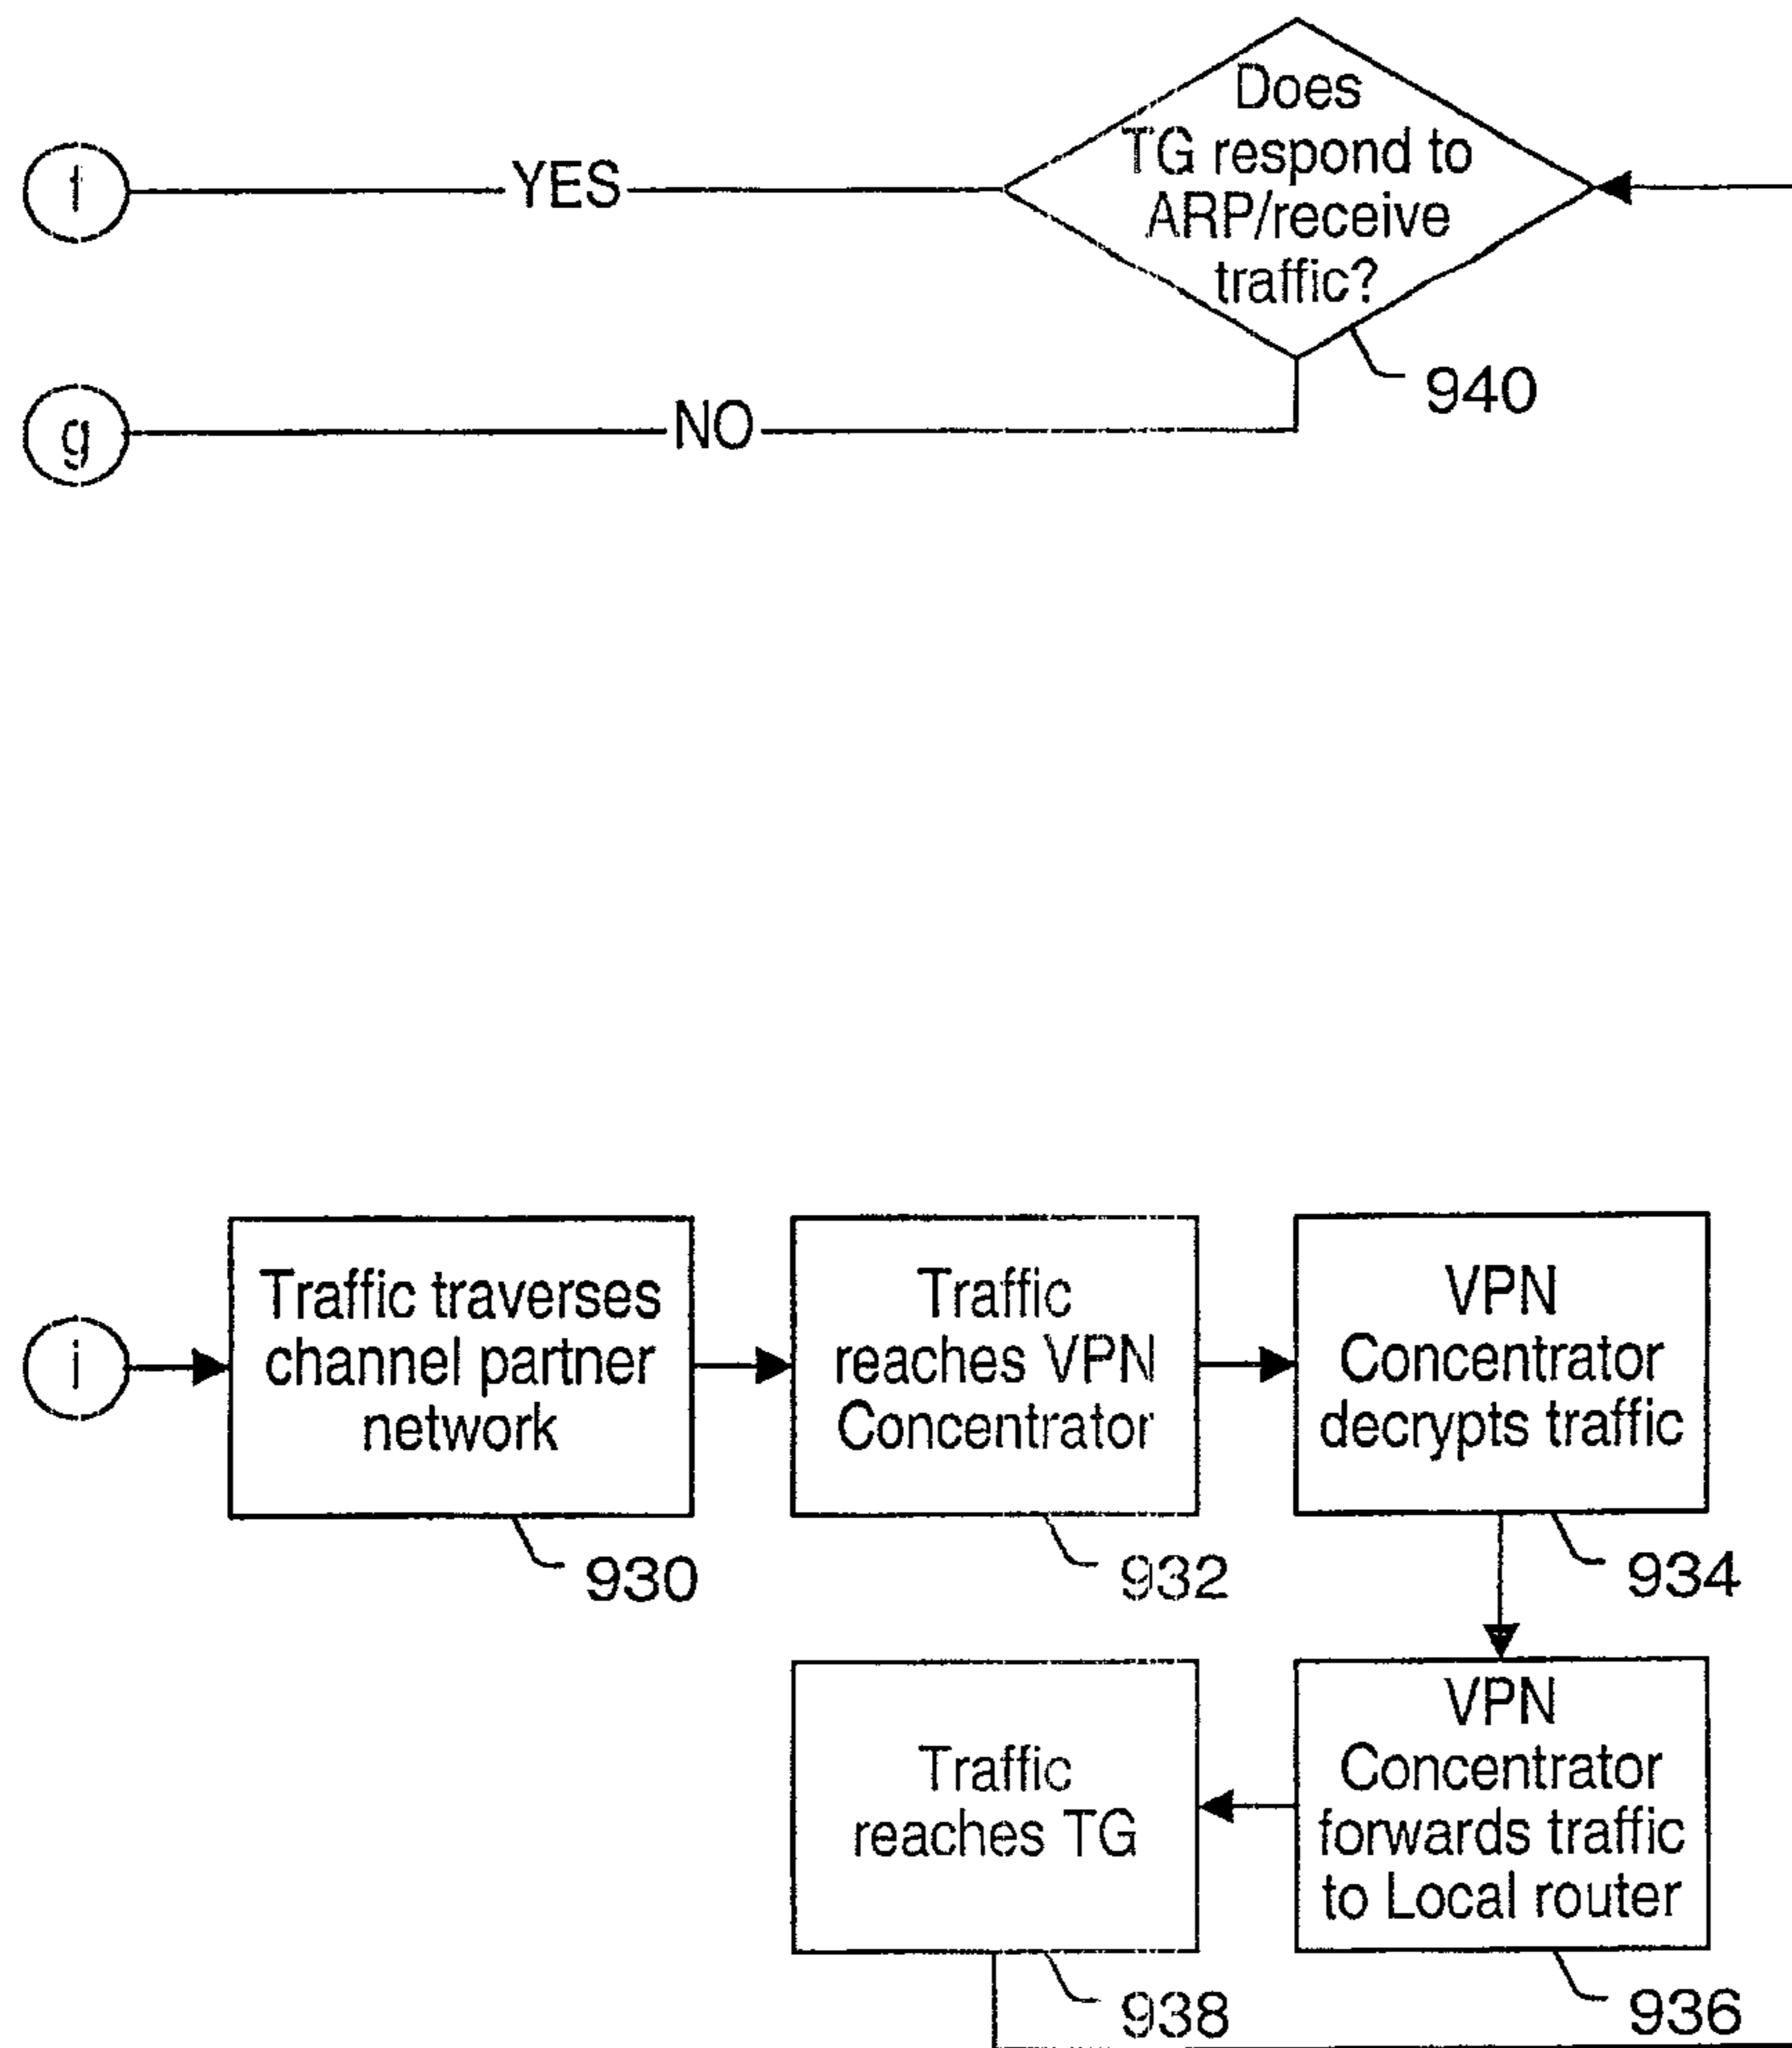 Does
TG respond to
ARP/receive
traffic?
940
f
YES
g
NO
i
Traffic traverses
channel partner
network
930
Traffic
reaches VPN
Concentrator
932
VPN
Concentrator
decrypts traffic
934
VPN
Concentrator
forwards traffic
to Local router
936
Traffic
reaches TG
938